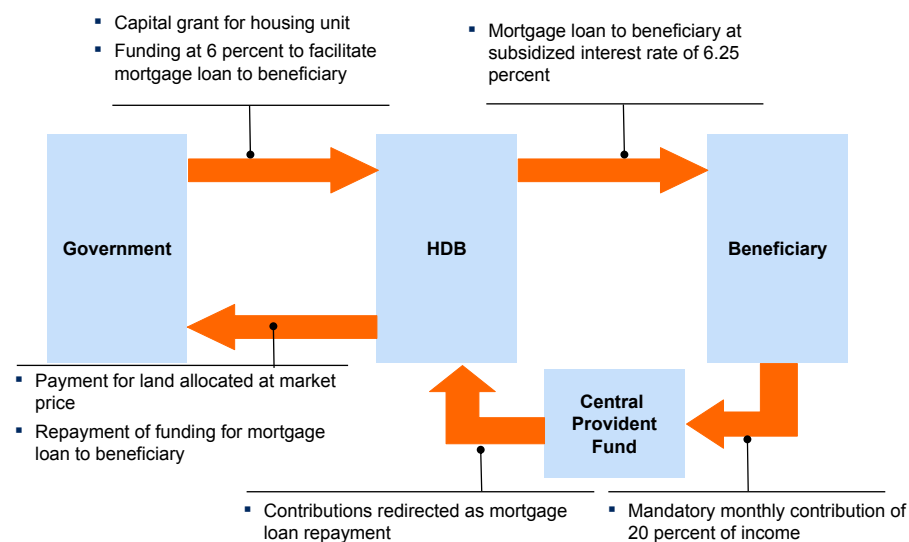 ▪ Capital grant for housing unit
▪ Funding at 6 percent to facilitate
mortgage loan to beneficiary
▪ Mortgage loan to beneficiary at
subsidized interest rate of 6.25
percent
Government
HDB
Beneficiary
▪ Payment for land allocated at market
price
▪ Repayment of funding for mortgage
loan to beneficiary
Central
Provident
Fund
▪ Contributions redirected as mortgage
loan repayment
▪ Mandatory monthly contribution of
20 percent of income